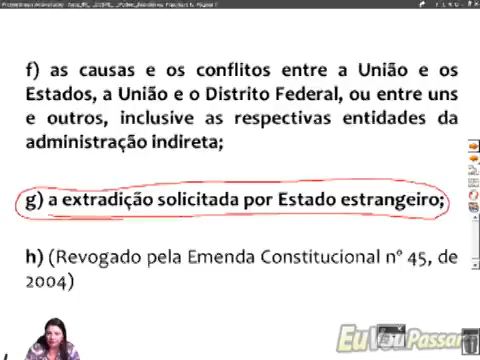 f) as causas e os conflitos entre a União e os
Estados, a União e o Distrito Federal, ou entre uns
e outros, inclusive as respectivas entidades da
administração indireta;
g) a extradição solicitada por Estado estrangeiro;
h) (Revogado pela Emenda Constitucional nº 45, de
2004)
EuVouPassar